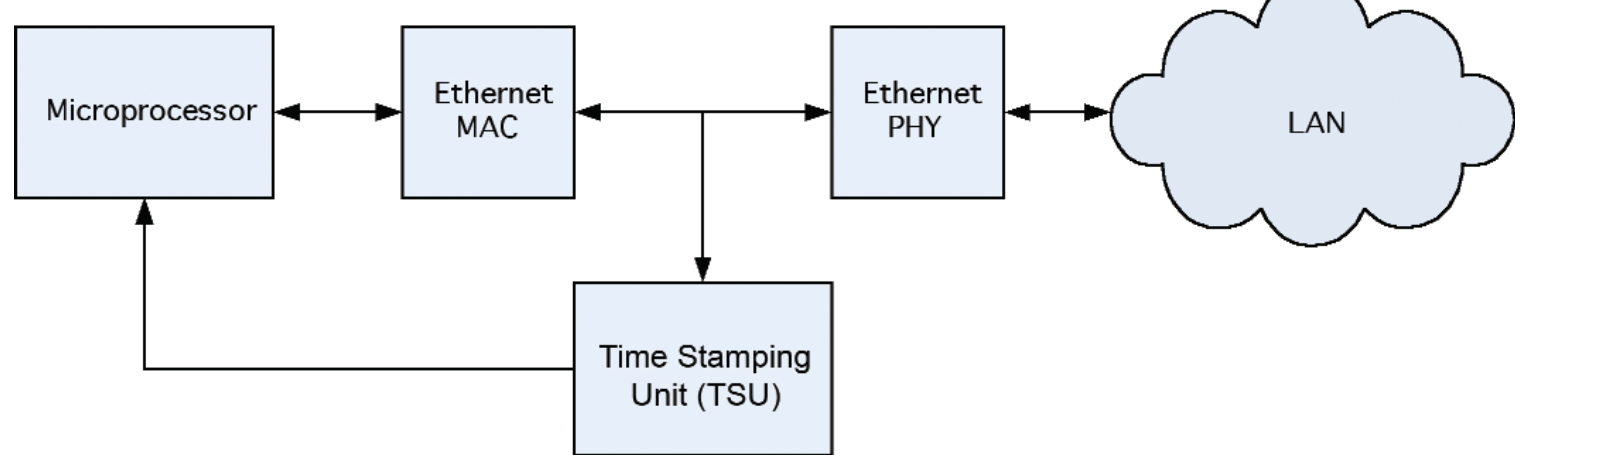 Microprocessor
Ethernet
MAC
Ethernet
PHY
LAN
Time Stamping
Unit (TSU)